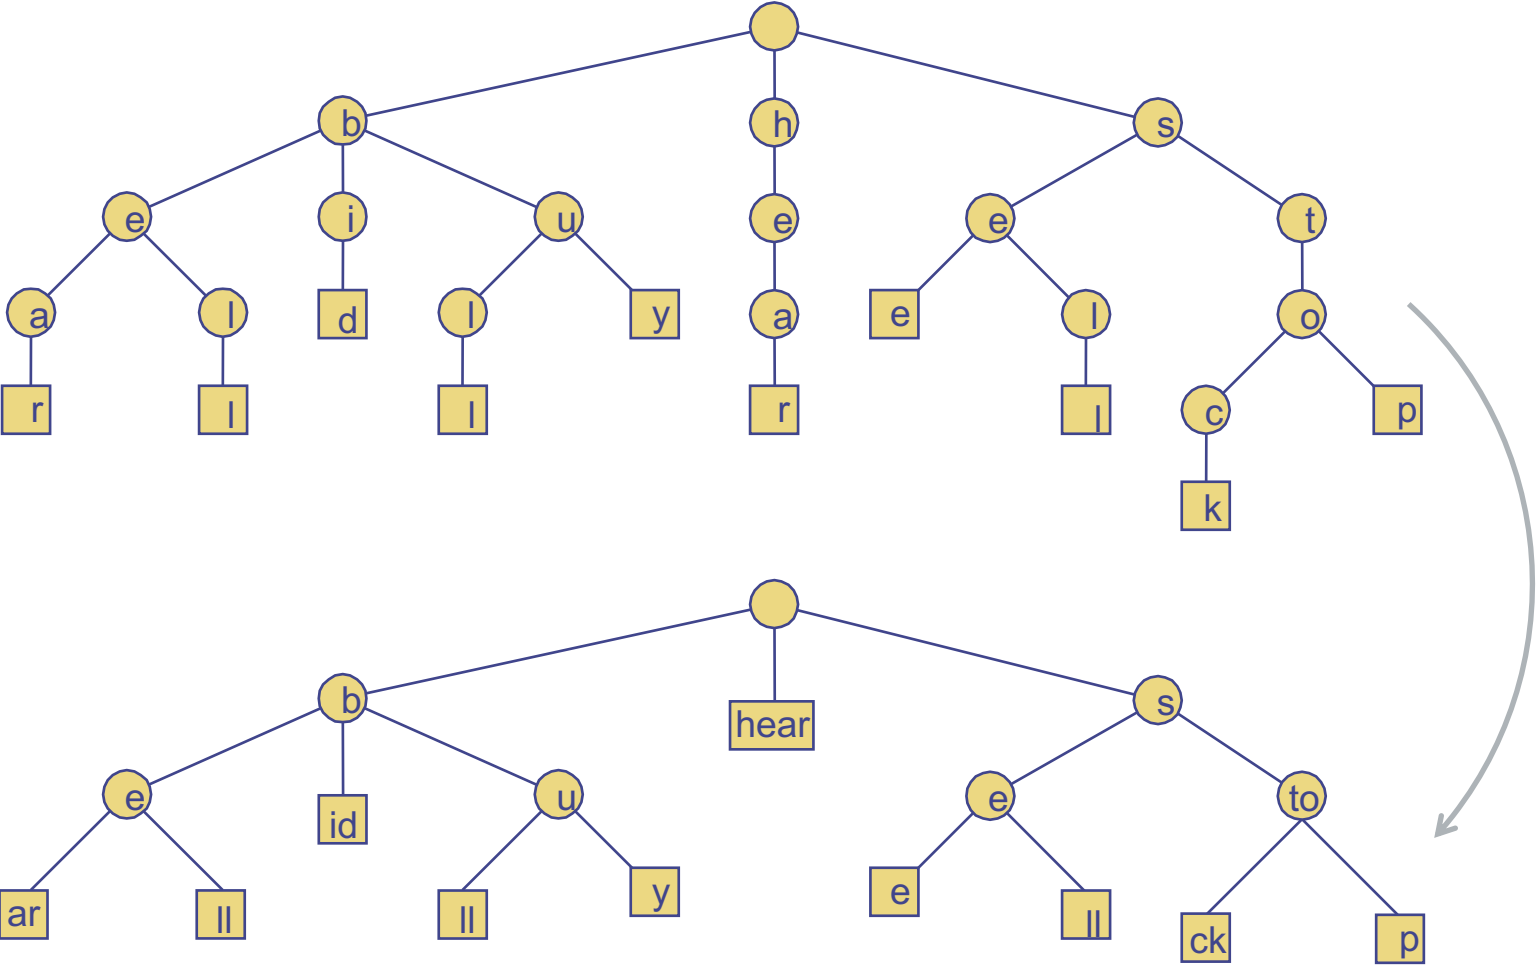 b h s
e i u e e t
a l d l y a e l o
r l l r l c p
k
b hear s
e id u e to
ar ll ll y e ll ck p